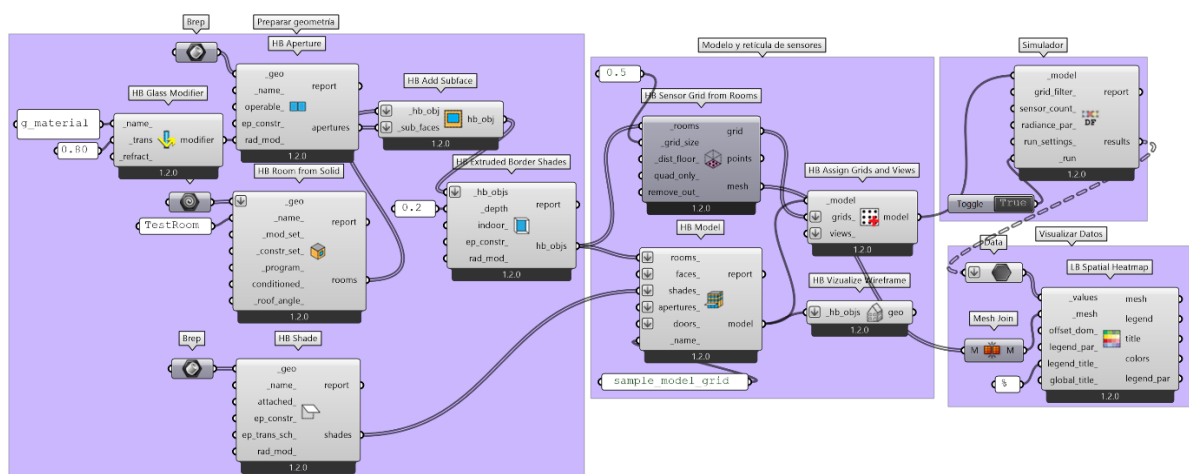 Brep
Preparar geometría
HB Aperture
_geo
_name_
operable_
ep_constr_
rad_mod_
report
apertures
1.2.0
HB Glass Modifier
g_material
0.80
_name_
_trans
_refract_
modifier
1.2.0
HB Add Subface
_hb_obj
_sub_faces
hb_obj
1.2.0
HB Room from Solid
TestRoom
_geo
_name_
_mod_set_
_constr_set_
_program_
conditioned_
_roof_angle_
report
rooms
1.2.0
HB Extruded Border Shades
0.2
_hb_objs
_depth
indoor_
ep_constr_
rad_mod_
report
hb_objs
1.2.0
Brep
HB Shade
_geo
_name_
attached_
ep_constr_
ep_trans_sch_
rad_mod_
report
shades
1.2.0
Modelo y retícula de sensores
0.5
HB Sensor Grid from Rooms
_rooms
_grid_size
_dist_floor_
quad_only_
remove_out_
grid
points
mesh
1.2.0
HB Model
rooms_
faces_
shades_
apertures_
doors_
_name_
report
model
1.2.0
sample_model_grid
HB Assign Grids and Views
_model
grids_
views_
model
1.2.0
HB Vizualize Wireframe
_hb_objs
geo
1.2.0
Simulador
_model
grid_filter_
sensor_count_
radiance_par_
run_settings_
_run
report
DF
results
1.2.0
Toggle
True
Visualizar Datos
Data
LB Spatial Heatmap
_values
_mesh
offset_dom_
legend_par_
legend_title_
global_title_
mesh
legend
title
colors
legend_par
1.2.0
Mesh Join
M
M
%